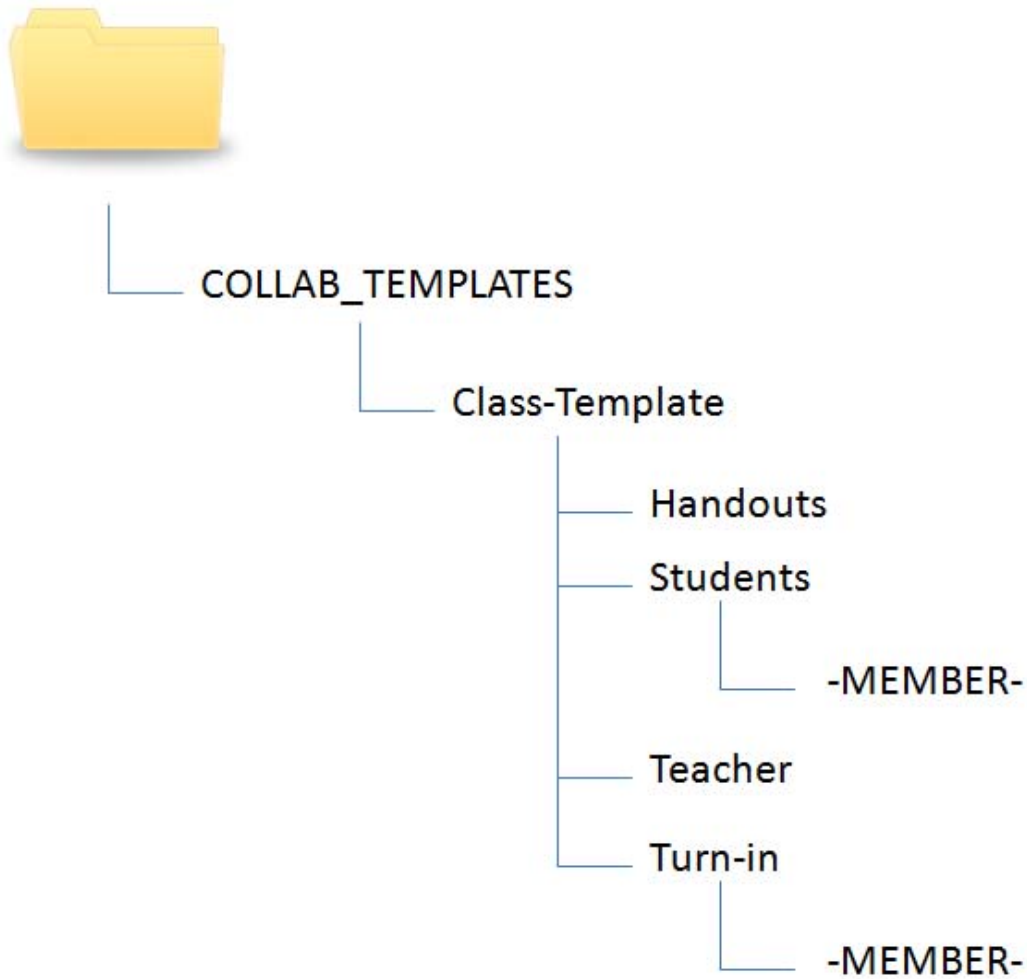 COLLAB_TEMPLATES
Class-Template
Handouts
Students
-MEMBER-
Teacher
Turn-in
-MEMBER-